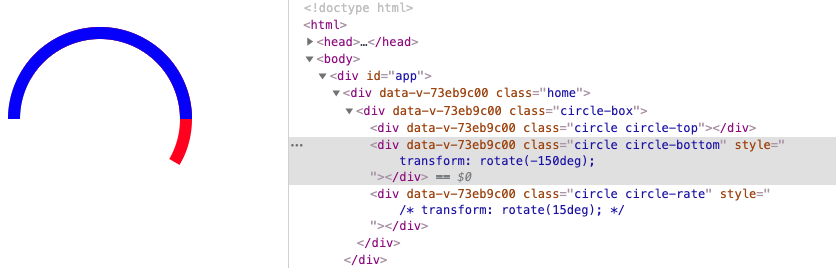 <!doctype html>
<html>
▶<head>…</head>
▼<body>
▼<div id="app">
▼<div data-v-73eb9c00 class="home">
▼<div data-v-73eb9c00 class="circle-box">
<div data-v-73eb9c00 class="circle circle-top"></div>
••• <div data-v-73eb9c00 class="circle circle-bottom" style="
transform: rotate(-150deg);
"></div> == $0
<div data-v-73eb9c00 class="circle circle-rate" style="
/* transform: rotate(15deg); */
"></div>
</div>
</div>